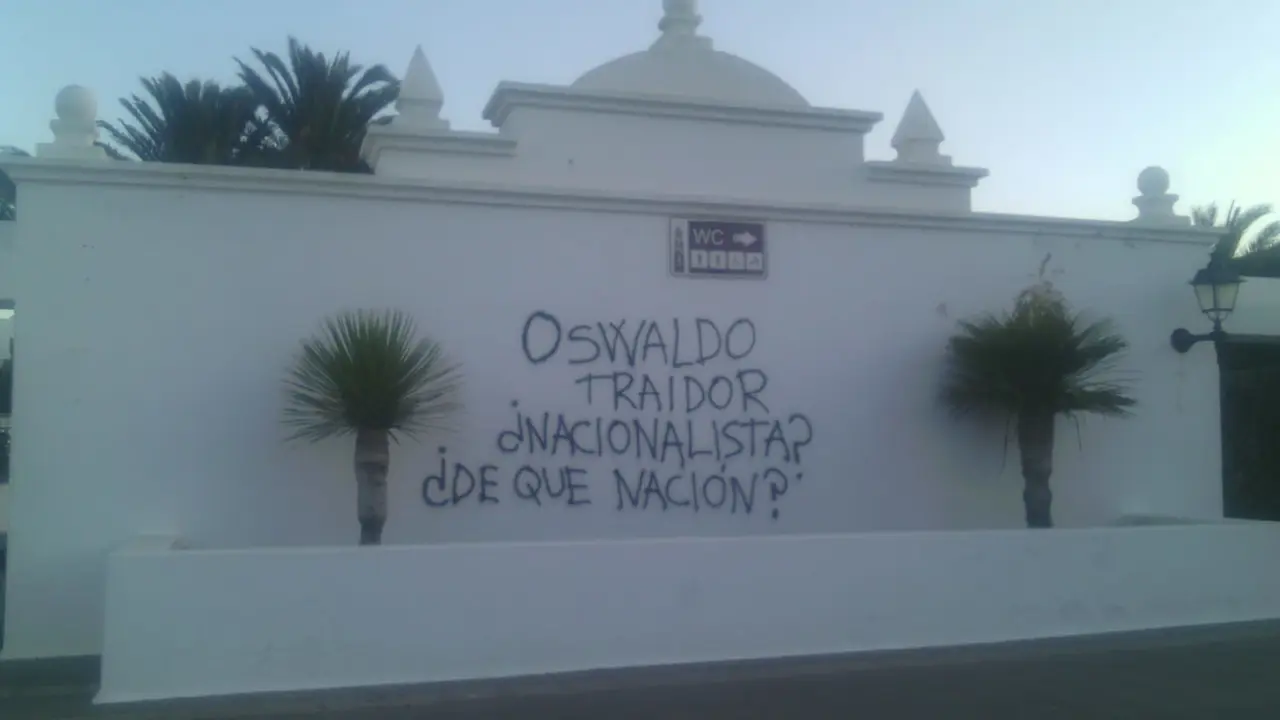 WC
OSWALDO
TRAIDOR
¿NACIONALISTA?
¿DE QUE NACIÓN?